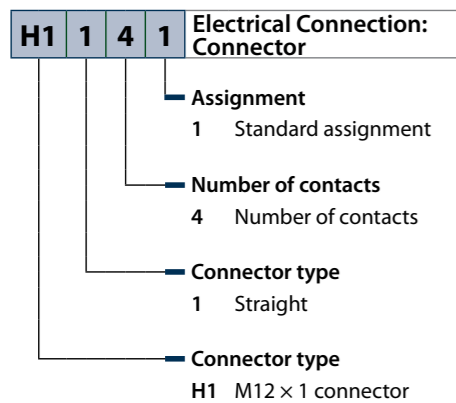 H1 1 4 1 Electrical Connection:
Connector
Assignment
1 Standard assignment
Number of contacts
4 Number of contacts
Connector type
1 Straight
Connector type
H1 M12 × 1 connector